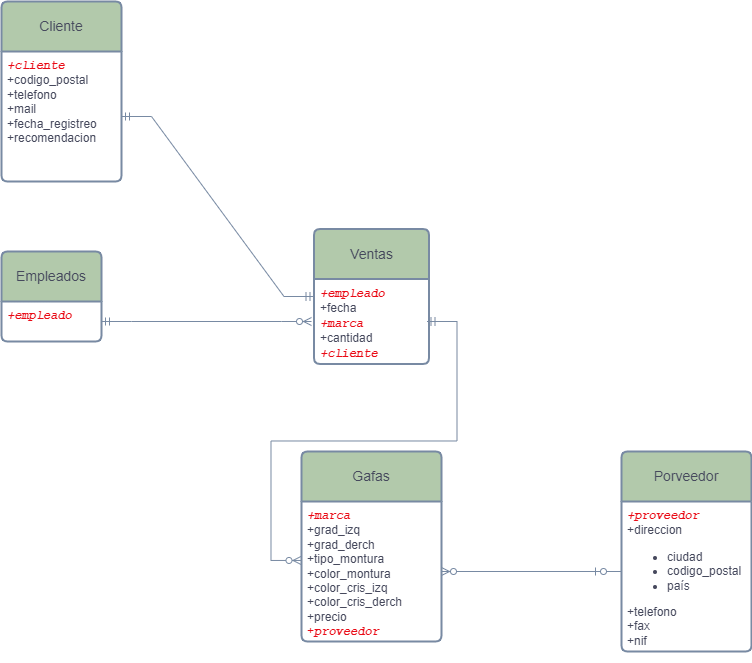 Cliente
+cliente
+codigo_postal
+telefono
+mail
+fecha_registreo
+recomendacion
Empleados
+empleado
Ventas
+empleado
+fecha
+marca
+cantidad
+cliente
Gafas
+marca
+grad_izq
+grad_derch
+tipo_montura
+color_montura
+color_cris_izq
+color_cris_derch
+precio
+proveedor
Porveedor
+proveedor
+direccion
• ciudad
• codigo_postal
• país
+telefono
+fax
+nif